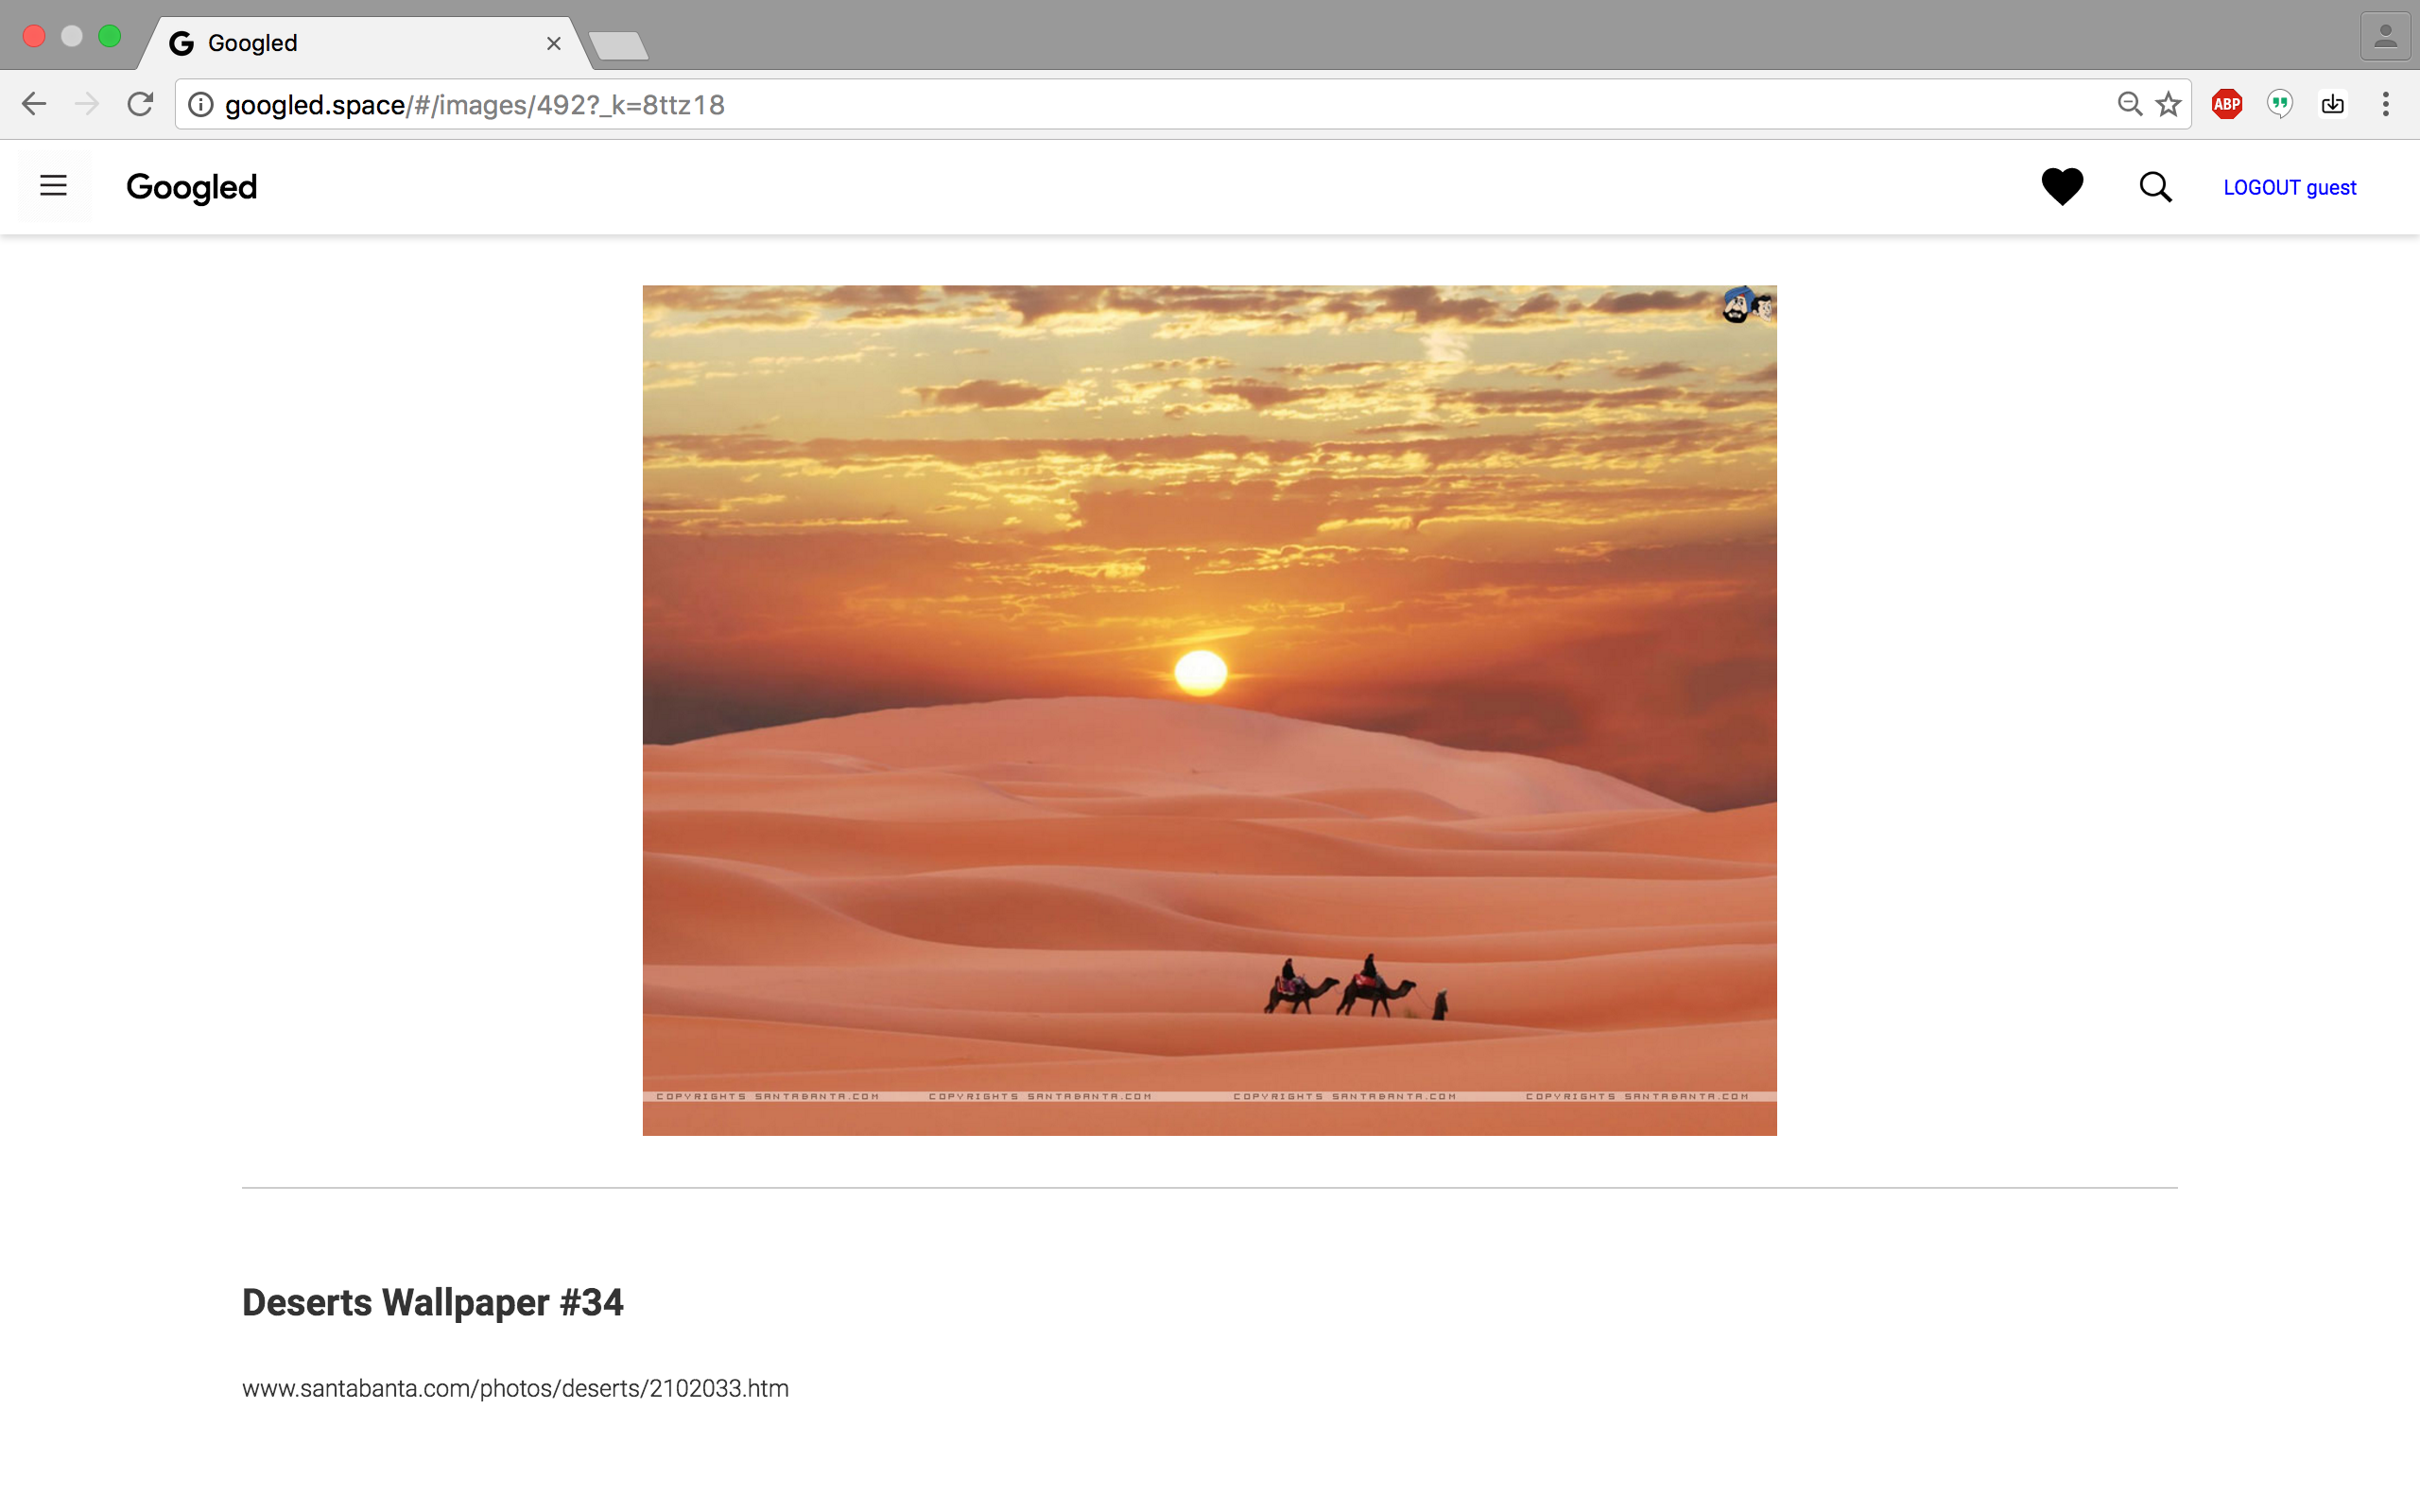 Googled
googled.space/#/images/492?_k=8ttz18
ABP
Googled
LOGOUT guest
COPYRIGHTS SANTABANTA.COM COPYRIGHTS SANTABANTA.COM COPYRIGHTS SANTABANTA.COM COPYRIGHTS SANTABANTA.COM
Deserts Wallpaper #34
www.santabanta.com/photos/deserts/2102033.htm